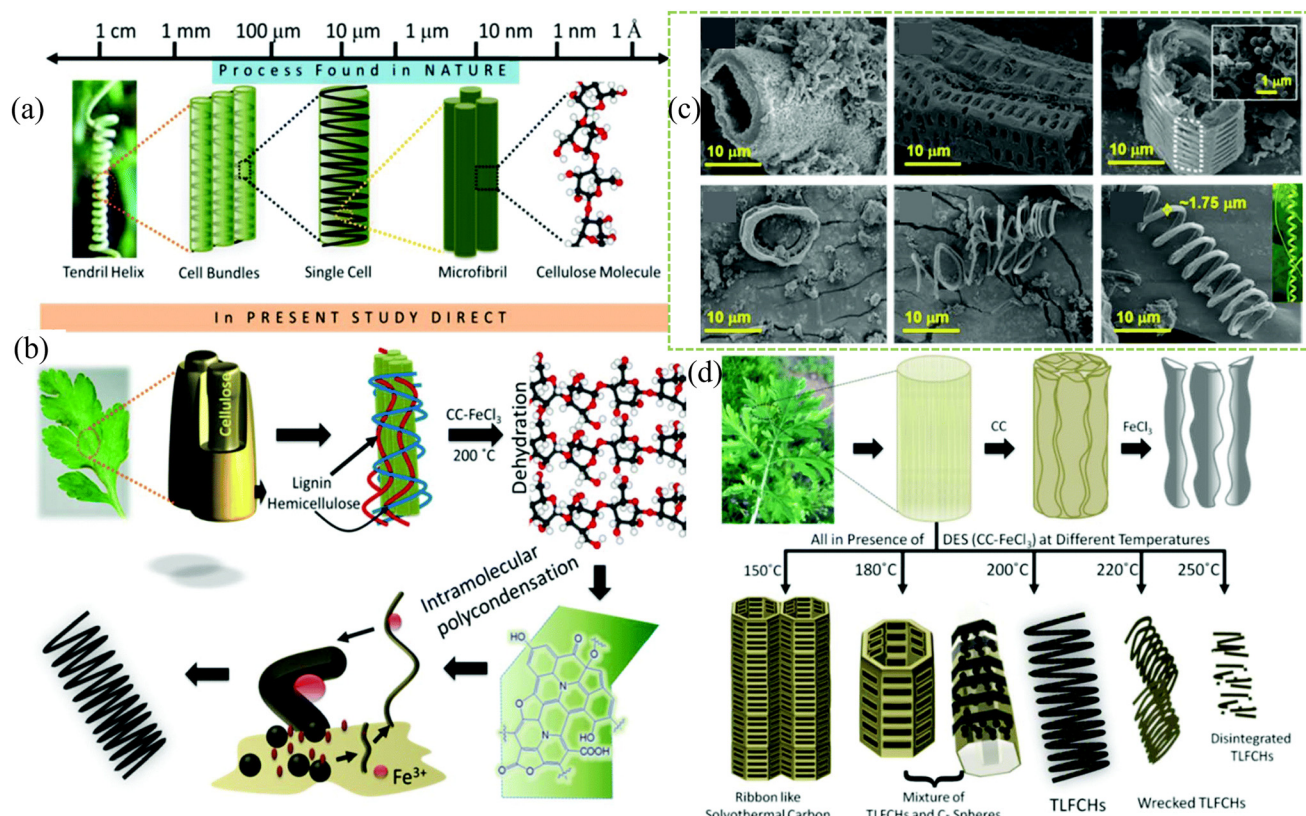 1 cm 1 mm 100 µm 10 µm 1 µm 10 nm 1 nm 1 Å
Process Found in NATURE
(a)
Tendril Helix Cell Bundles Single Cell Microfibril Cellulose Molecule
In PRESENT STUDY DIRECT
(b)
Cellulose
Lignin
Hemicellulose
CC-FeCl₃
200 ˚C
Dehydration
Intramolecular
polycondensation
HO
O
O
O
N
O
HO
N
COOH
O
O
Fe³⁺
(c)
10 µm
10 µm
1 µm
10 µm
10 µm
10 µm
~1.75 µm
10 µm
(d)
CC
FeCl₃
All in Presence of DES (CC-FeCl₃) at Different Temperatures
150˚C 180˚C 200˚C 220˚C 250˚C
Disintegrated
TLFCHs
Ribbon like
Solvothermal Carbon
Mixture of
TLFCHs and C- Spheres
TLFCHs
Wrecked TLFCHs